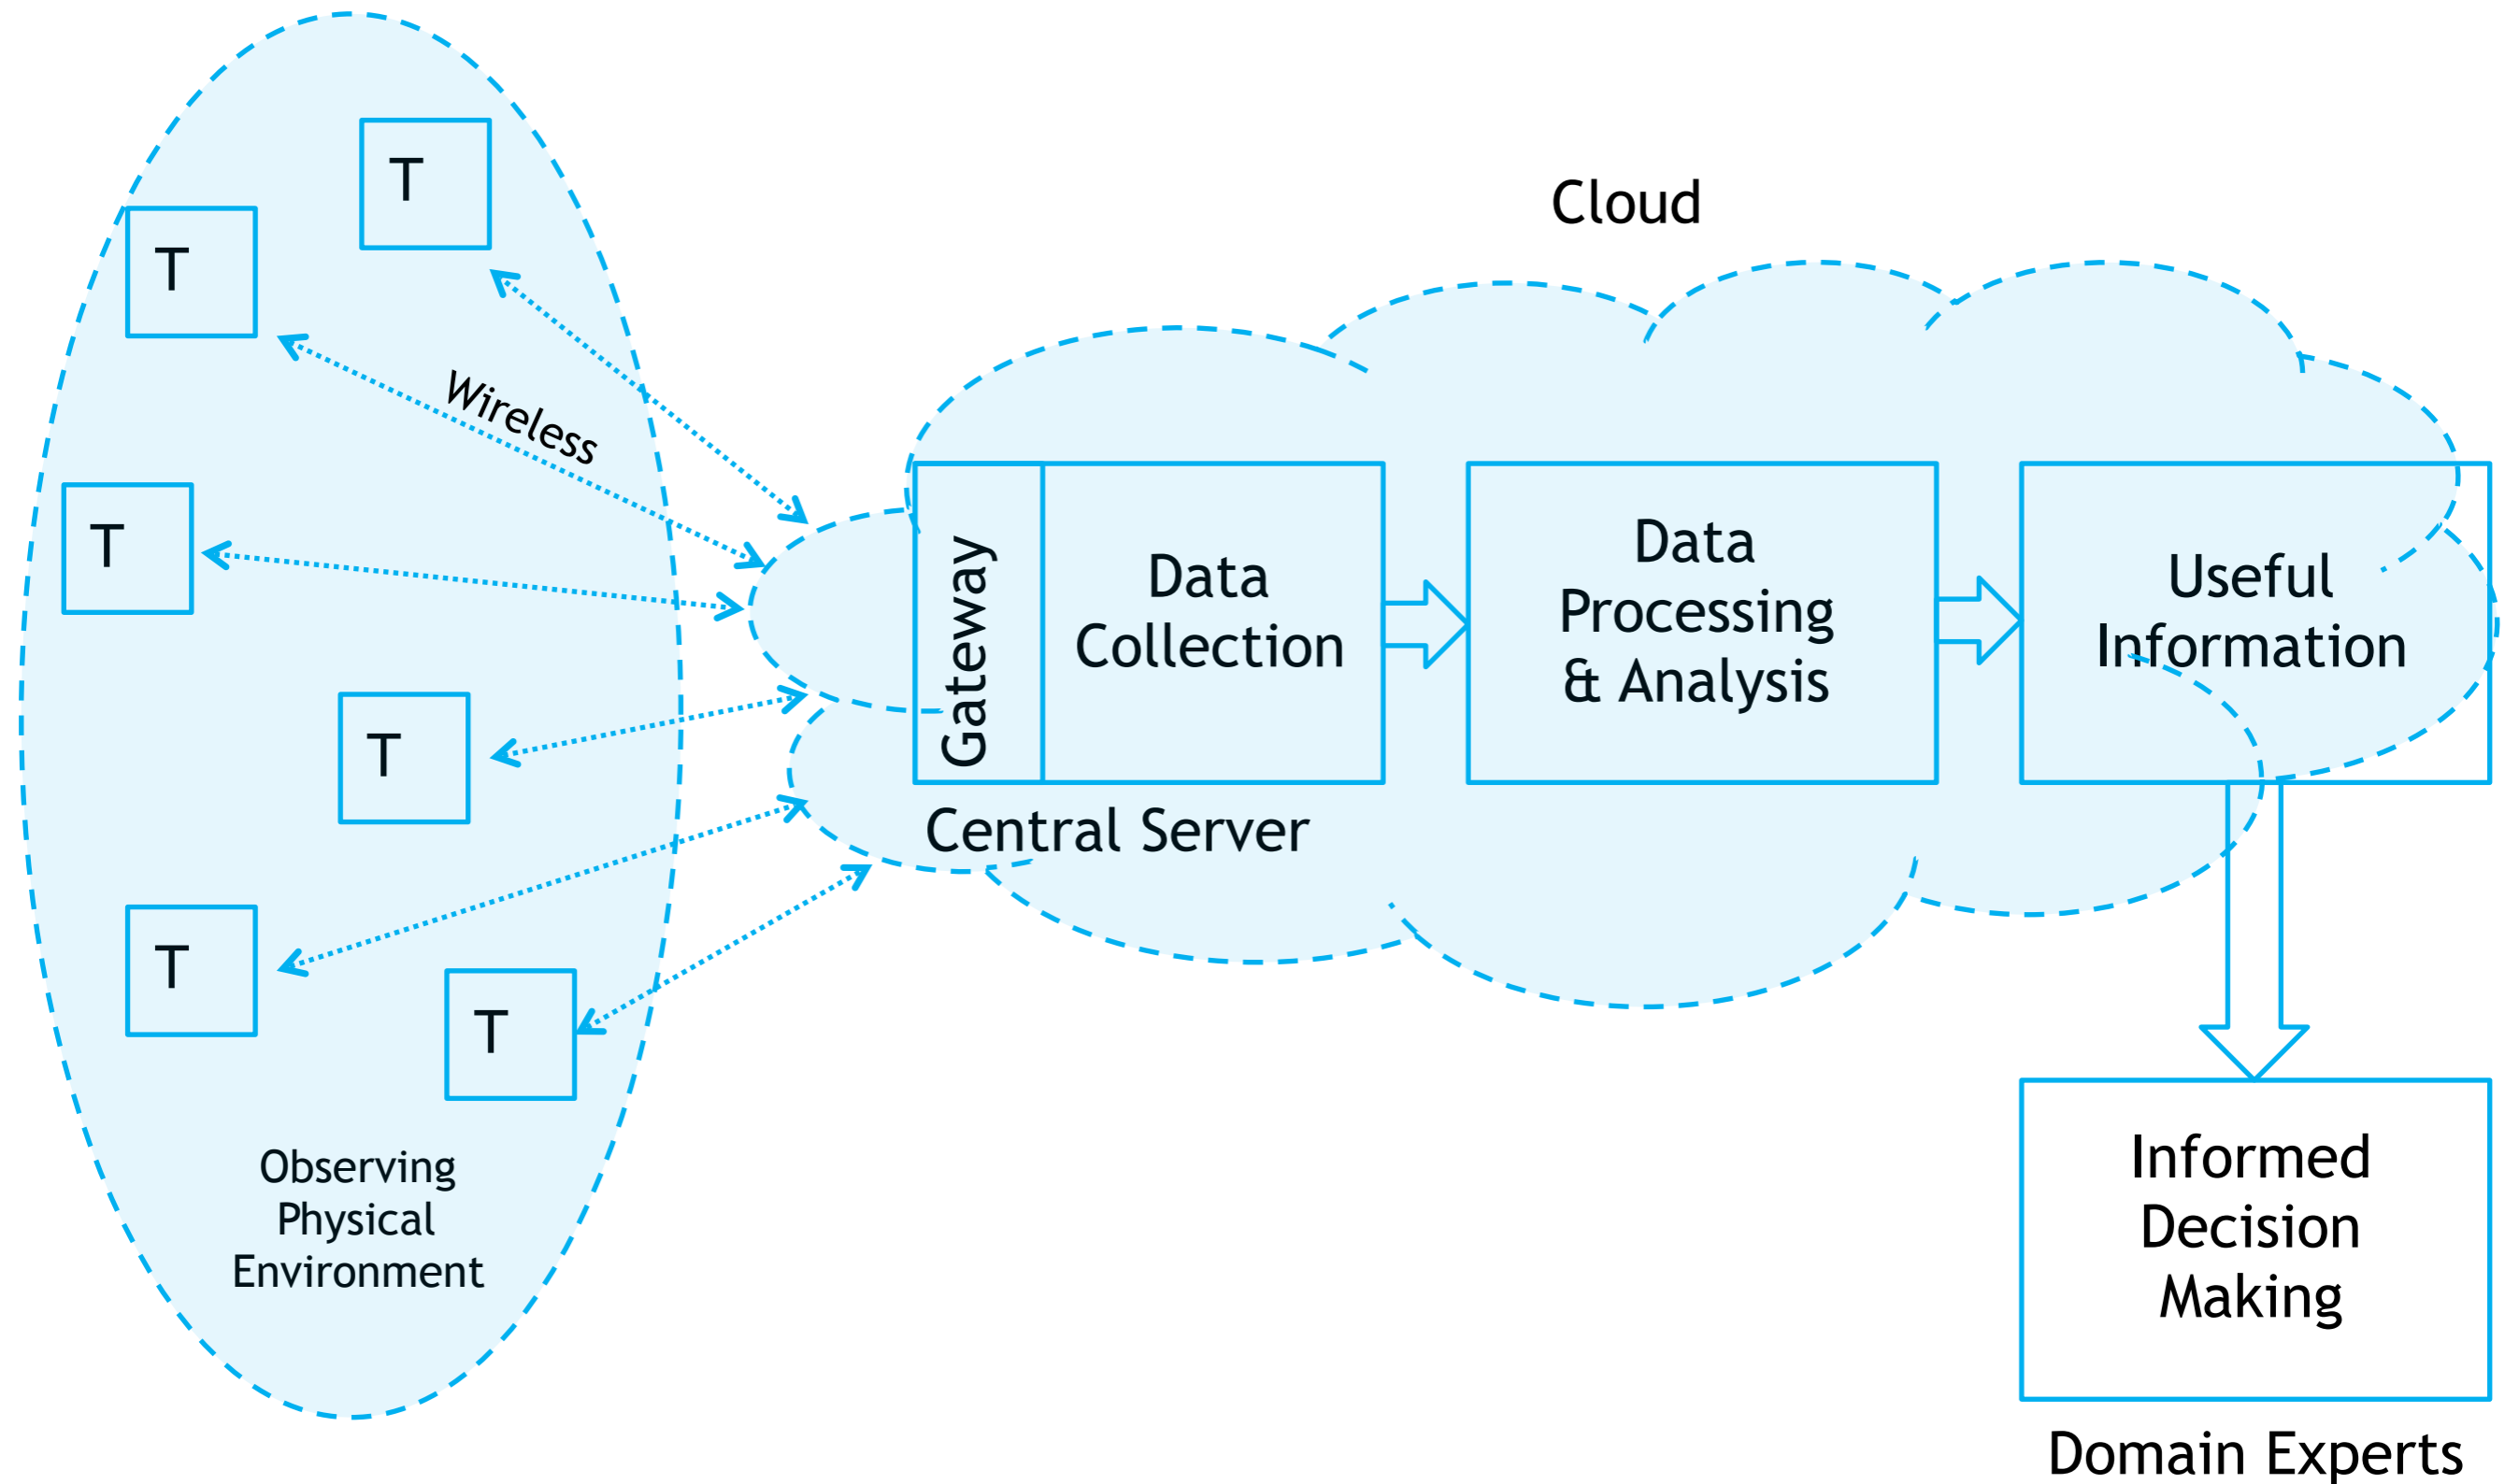 T
T
T
T
T
T
Wireless
Observing
Physical
Environment
Cloud
Gateway
Data
Collection
Central Server
Data
Processing
& Analysis
Useful
Information
Informed
Decision
Making
Domain Experts